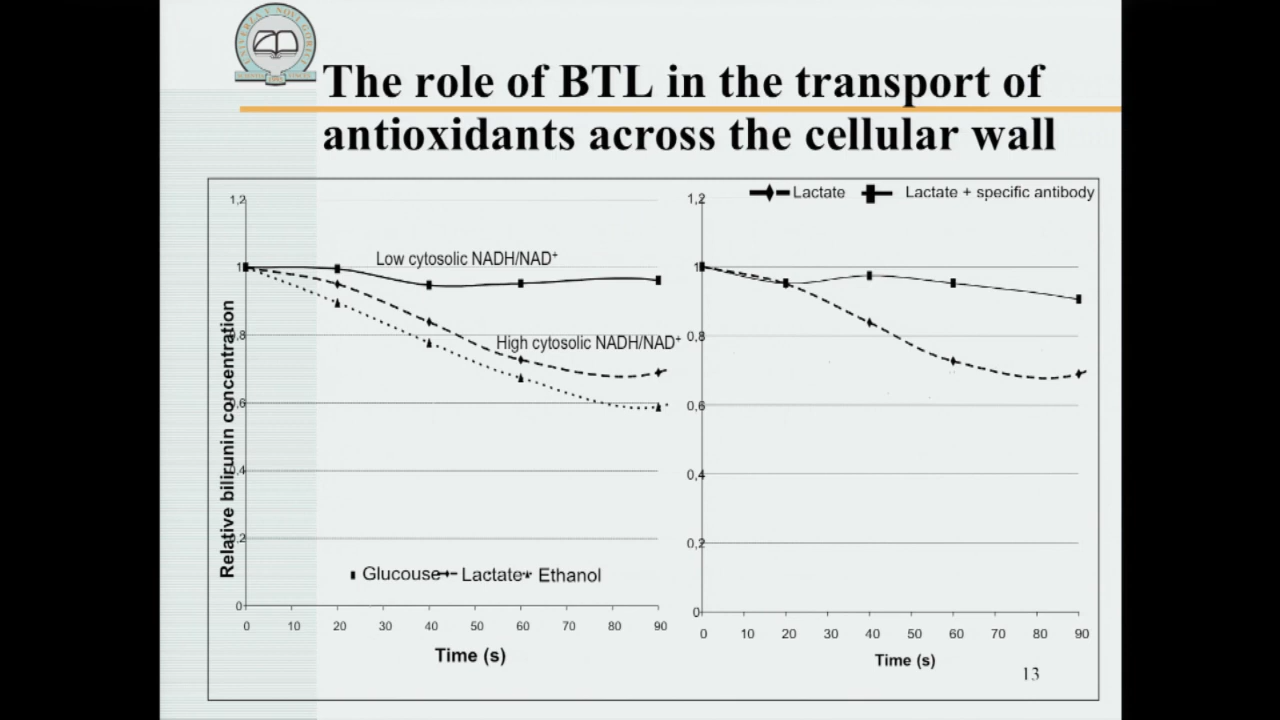 The role of BTL in the transport of
antioxidants across the cellular wall
Relative bilirunin concentration
1,2
1
0,8
0,6
0,4
0,2
0
Low cytosolic NADH/NAD⁺
High cytosolic NADH/NAD⁺
Glucouse Lactate Ethanol
0 10 20 30 40 60 70 80 90
Time (s)
Lactate Lactate + specific antibody
1,2
1
0,8
0,6
0,4
0,2
0
0 10 20 30 40 50 60 70 80 90
Time (s)
13